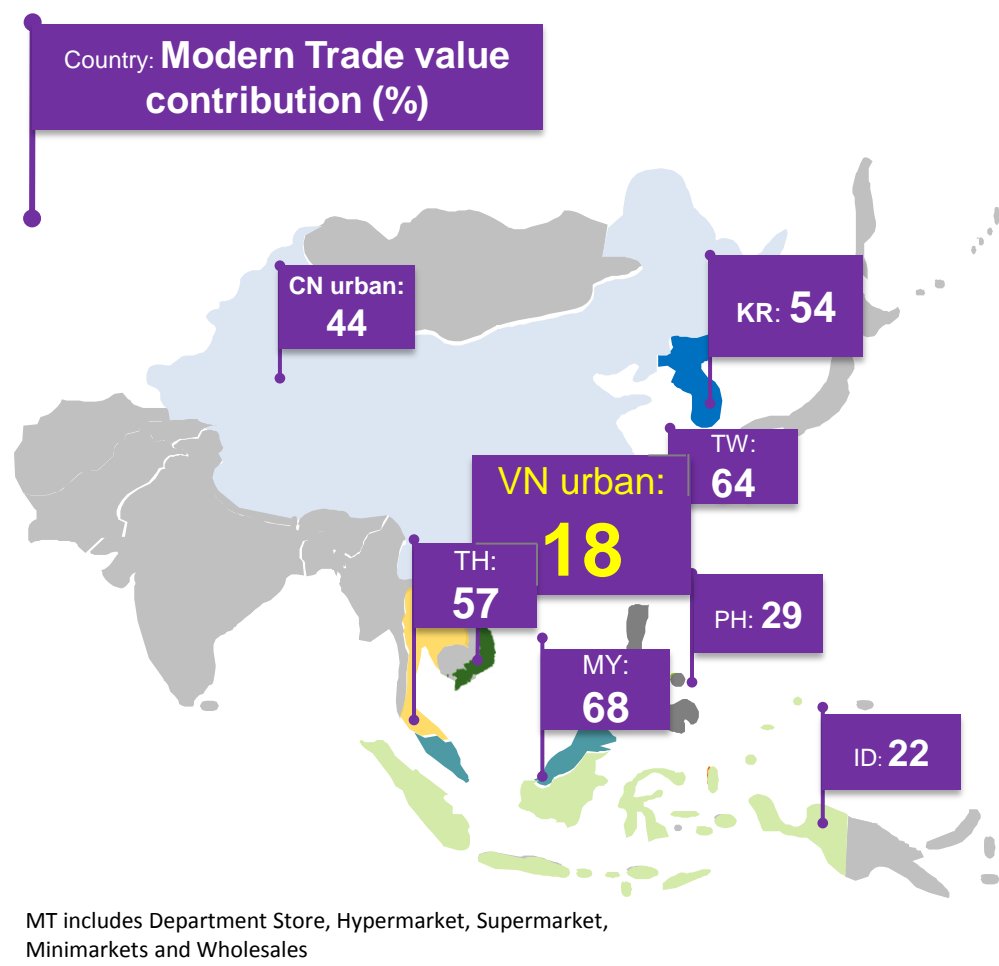 Country: Modern Trade value
contribution (%)
CN urban:
44
KR: 54
TW:
64
VN urban:
18
TH:
57
PH: 29
MY:
68
ID: 22
MT includes Department Store, Hypermarket, Supermarket,
Minimarkets and Wholesales